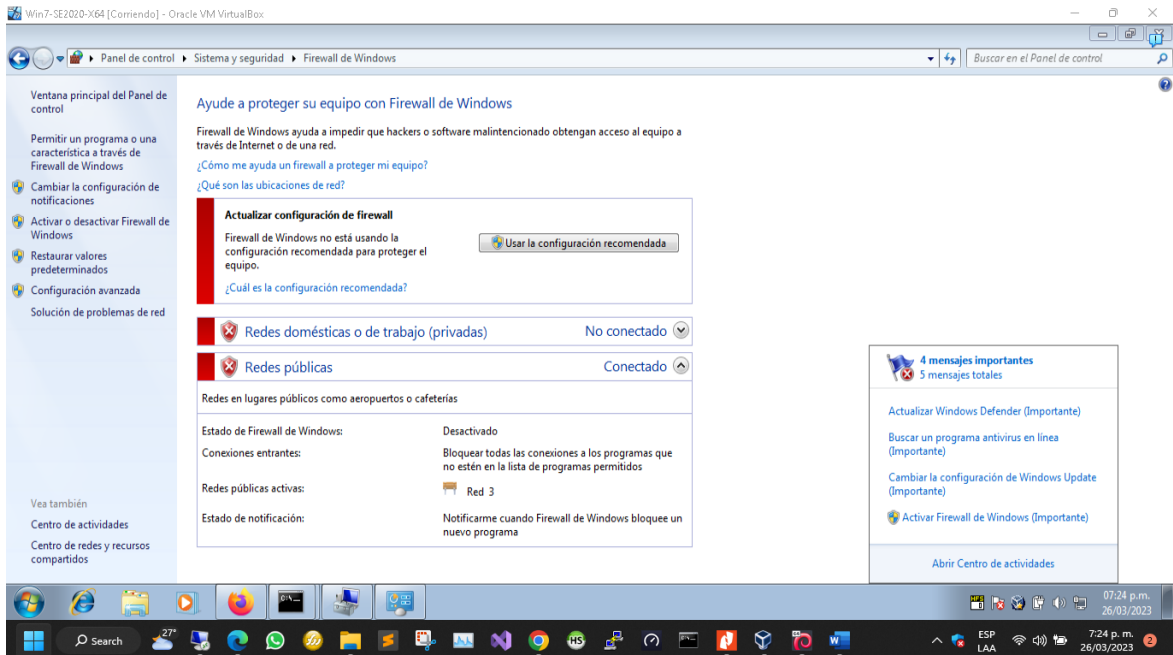 Win7-SE2020-X64 [Corriendo] - Oracle VM VirtualBox
Panel de control
Sistema y seguridad
Firewall de Windows
Buscar en el Panel de control
Ventana principal del Panel de
control
Permitir un programa o una
característica a través de
Firewall de Windows
Cambiar la configuración de
notificaciones
Activar o desactivar Firewall de
Windows
Restaurar valores
predeterminados
Configuración avanzada
Solución de problemas de red
Vea también
Centro de actividades
Centro de redes y recursos
compartidos
Ayude a proteger su equipo con Firewall de Windows
Firewall de Windows ayuda a impedir que hackers o software malintencionado obtengan acceso al equipo a
través de Internet o de una red.
¿Cómo me ayuda un firewall a proteger mi equipo?
¿Qué son las ubicaciones de red?
Actualizar configuración de firewall
Firewall de Windows no está usando la
configuración recomendada para proteger el
equipo.
Usar la configuración recomendada
¿Cuál es la configuración recomendada?
Redes domésticas o de trabajo (privadas) No conectado
Redes públicas Conectado
Redes en lugares públicos como aeropuertos o cafeterías
Estado de Firewall de Windows: Desactivado
Conexiones entrantes: Bloquear todas las conexiones a los programas que
no estén en la lista de programas permitidos
Redes públicas activas: Red 3
Estado de notificación: Notificarme cuando Firewall de Windows bloquee un
nuevo programa
4 mensajes importantes
5 mensajes totales
Actualizar Windows Defender (Importante)
Buscar un programa antivirus en línea
(Importante)
Cambiar la configuración de Windows Update
(Importante)
Activar Firewall de Windows (Importante)
Abrir Centro de actividades
07:24 p.m.
26/03/2023
Search
27°
HS
ESP
LAA
7:24 p. m.
26/03/2023
2